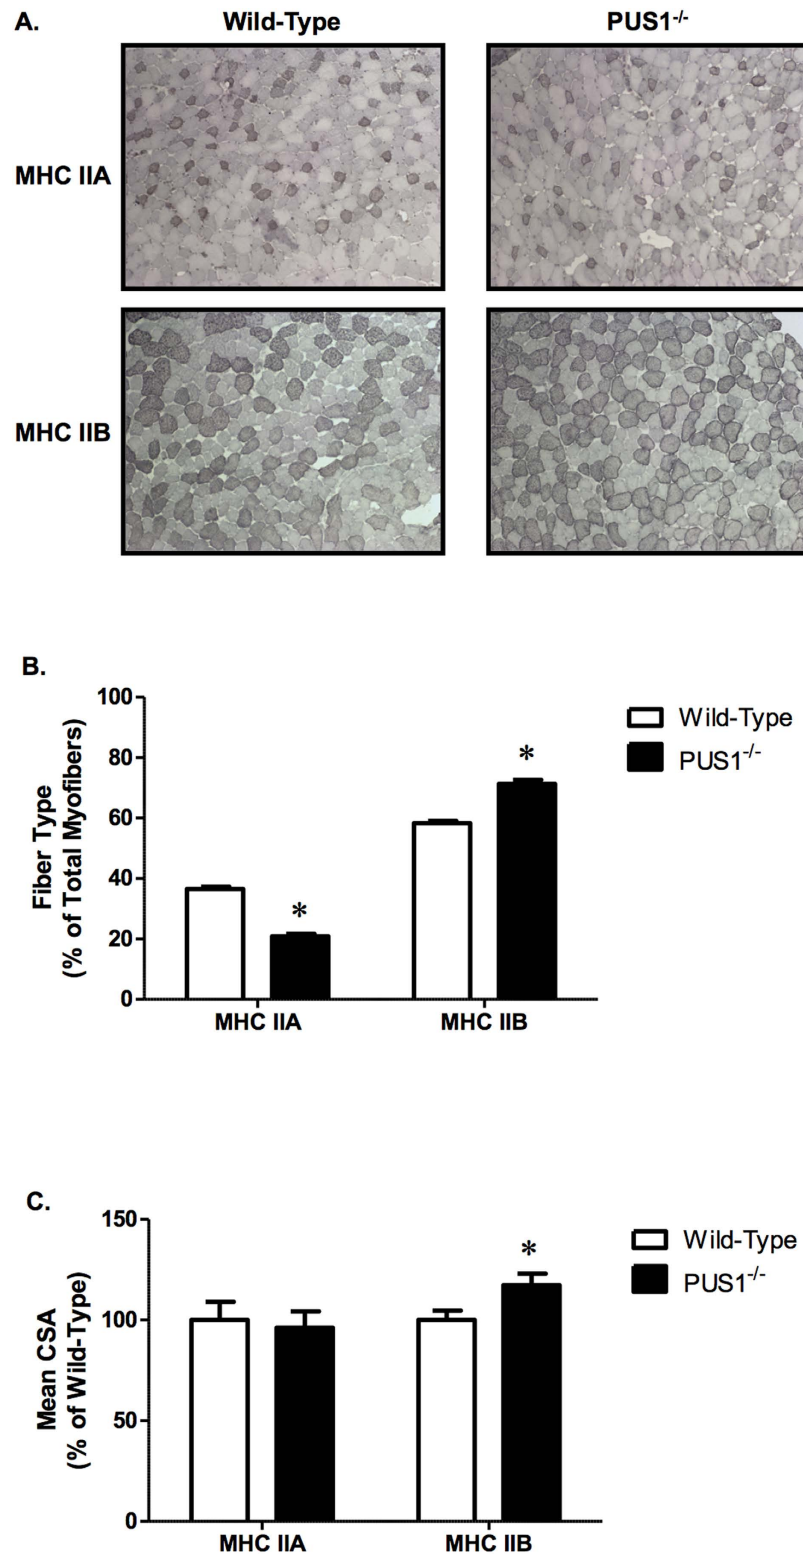 A.
Wild-Type
PUS1-/-
MHC IIA
MHC IIB
B.
Fiber Type
(% of Total Myofibers)
100
80
60
40
20
0
*
*
MHC IIA
MHC IIB
Wild-Type
PUS1-/-
C.
Mean CSA
(% of Wild-Type)
150
100
50
0
*
MHC IIA
MHC IIB
Wild-Type
PUS1-/-